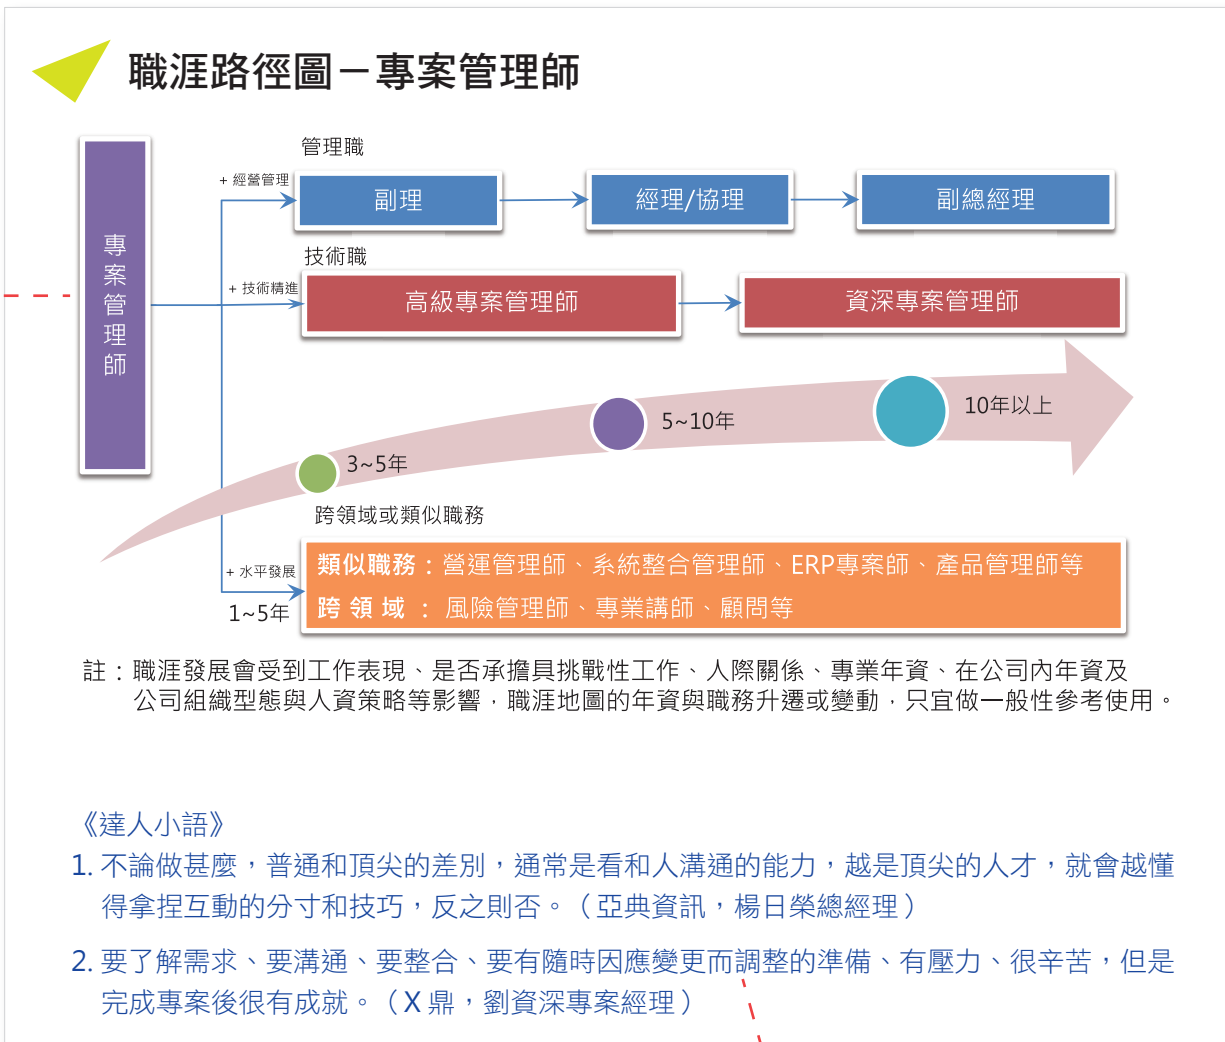 職涯路徑圖－專案管理師
專案管理師
管理職
+ 經營管理
副理
經理/協理
副總經理
技術職
+ 技術精進
高級專案管理師
資深專案管理師
3~5年
5~10年
10年以上
跨領域或類似職務
+ 水平發展
1~5年
類似職務：營運管理師、系統整合管理師、ERP專案師、產品管理師等
跨 領 域 ： 風險管理師、專業講師、顧問等
註：職涯發展會受到工作表現、是否承擔具挑戰性工作、人際關係、專業年資、在公司內年資及
公司組織型態與人資策略等影響，職涯地圖的年資與職務升遷或變動，只宜做一般性參考使用。
《達人小語》
1. 不論做甚麼，普通和頂尖的差別，通常是看和人溝通的能力，越是頂尖的人才，就會越懂
得拿捏互動的分寸和技巧，反之則否。（亞典資訊，楊日榮總經理）
2. 要了解需求、要溝通、要整合、要有隨時因應變更而調整的準備、有壓力、很辛苦，但是
完成專案後很有成就。（X 鼎，劉資深專案經理）